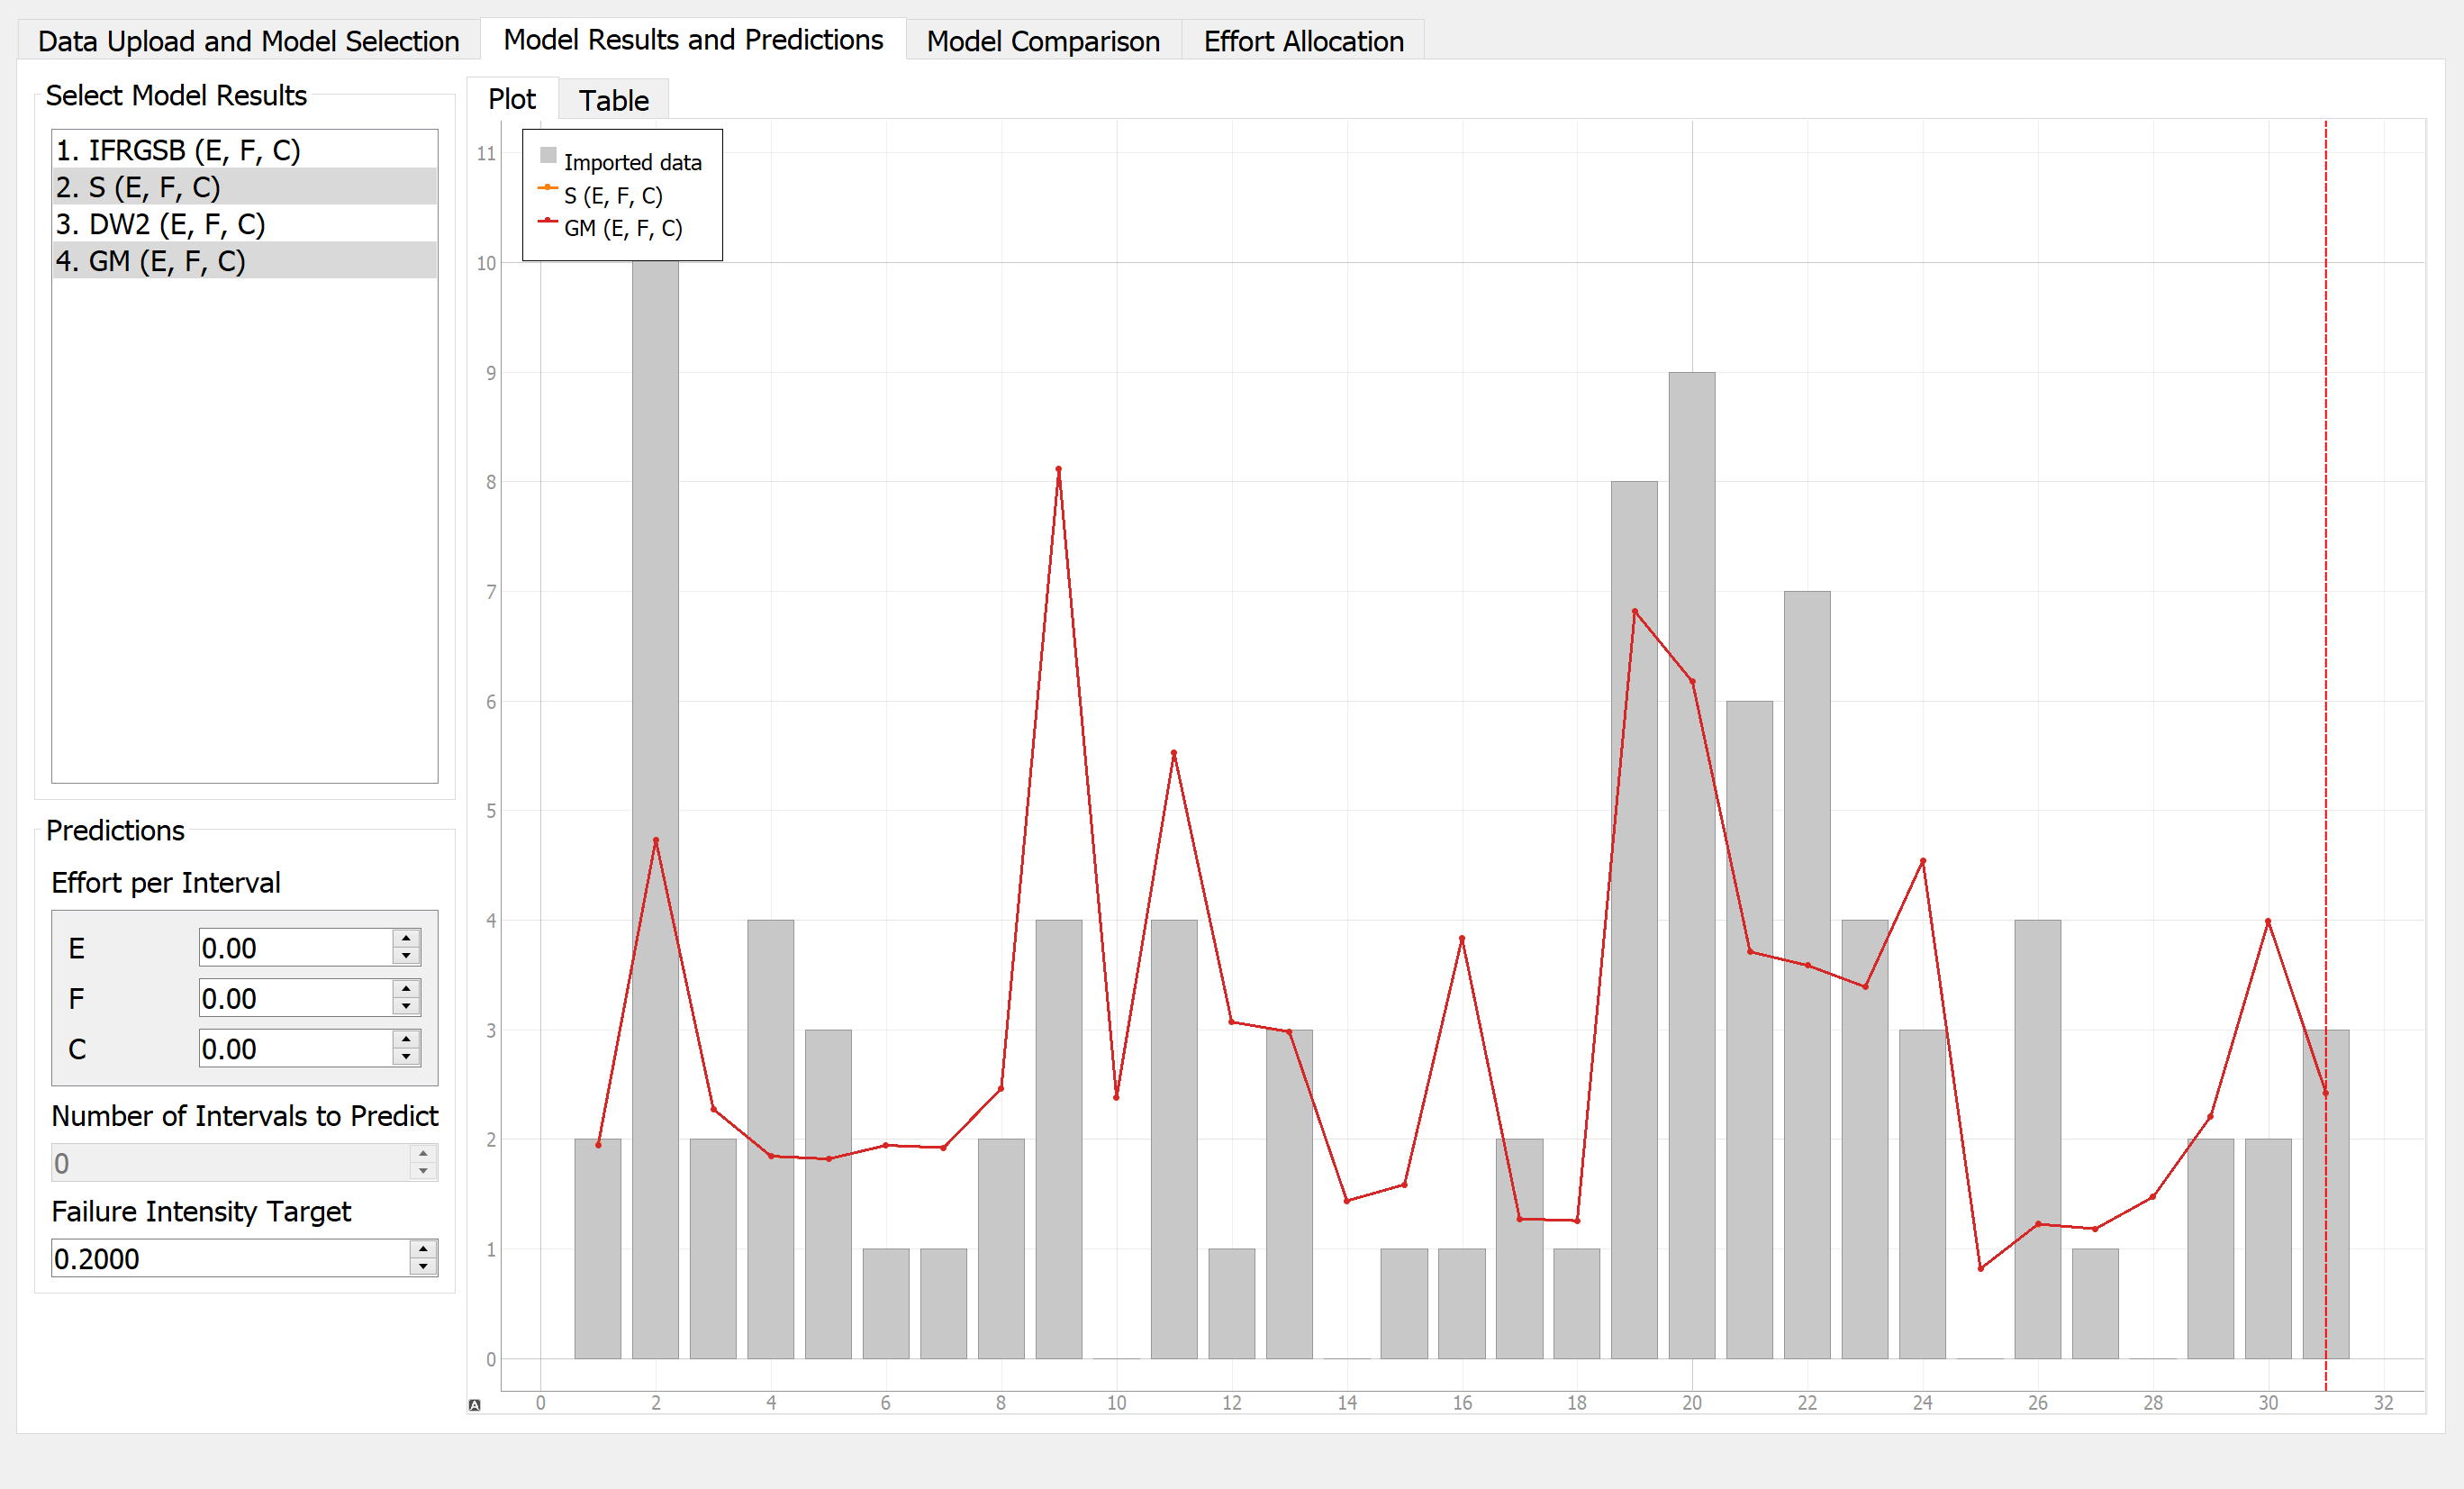 Data Upload and Model Selection
Model Results and Predictions
Model Comparison
Effort Allocation
Select Model Results
1. IFRGSB (E, F, C)
2. S (E, F, C)
3. DW2 (E, F, C)
4. GM (E, F, C)
Predictions
Effort per Interval
E 0.00
F 0.00
C 0.00
Number of Intervals to Predict
0
Failure Intensity Target
0.2000
Plot
Table
Imported data
S (E, F, C)
GM (E, F, C)
11
10
9
8
7
6
5
4
3
2
1
0
0 2 4 6 8 10 12 14 16 18 20 22 24 26 28 30 32
A